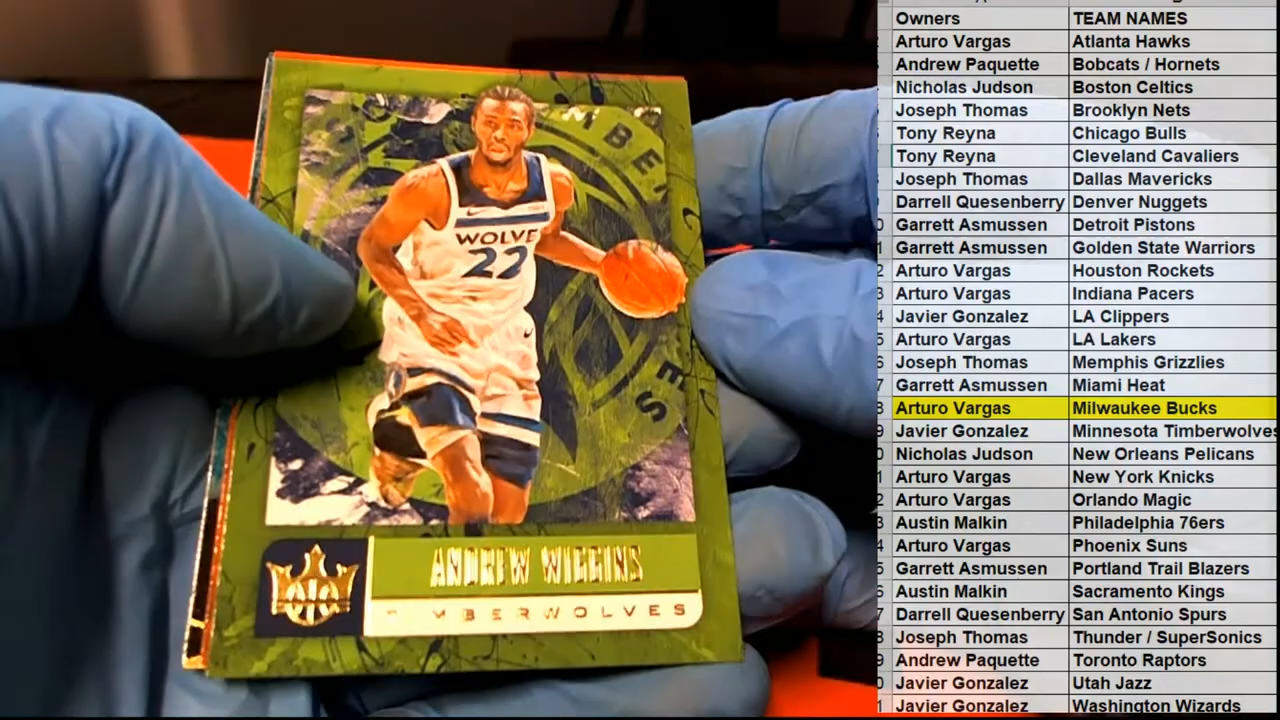 WOLVE
22
ANDREW WIGGINS
MBERWOLVES
Owners TEAM NAMES
Arturo Vargas Atlanta Hawks
Andrew Paquette Bobcats / Hornets
Nicholas Judson Boston Celtics
Joseph Thomas Brooklyn Nets
Tony Reyna Chicago Bulls
Tony Reyna Cleveland Cavaliers
Joseph Thomas Dallas Mavericks
Darrell Quesenberry Denver Nuggets
Garrett Asmussen Detroit Pistons
Garrett Asmussen Golden State Warriors
Arturo Vargas Houston Rockets
Arturo Vargas Indiana Pacers
Javier Gonzalez LA Clippers
Arturo Vargas LA Lakers
Joseph Thomas Memphis Grizzlies
Garrett Asmussen Miami Heat
Arturo Vargas Milwaukee Bucks
Javier Gonzalez Minnesota Timberwolves
Nicholas Judson New Orleans Pelicans
Arturo Vargas New York Knicks
Arturo Vargas Orlando Magic
Austin Malkin Philadelphia 76ers
Arturo Vargas Phoenix Suns
Garrett Asmussen Portland Trail Blazers
Austin Malkin Sacramento Kings
Darrell Quesenberry San Antonio Spurs
Joseph Thomas Thunder / SuperSonics
Andrew Paquette Toronto Raptors
Javier Gonzalez Utah Jazz
Javier Gonzalez Washington Wizards